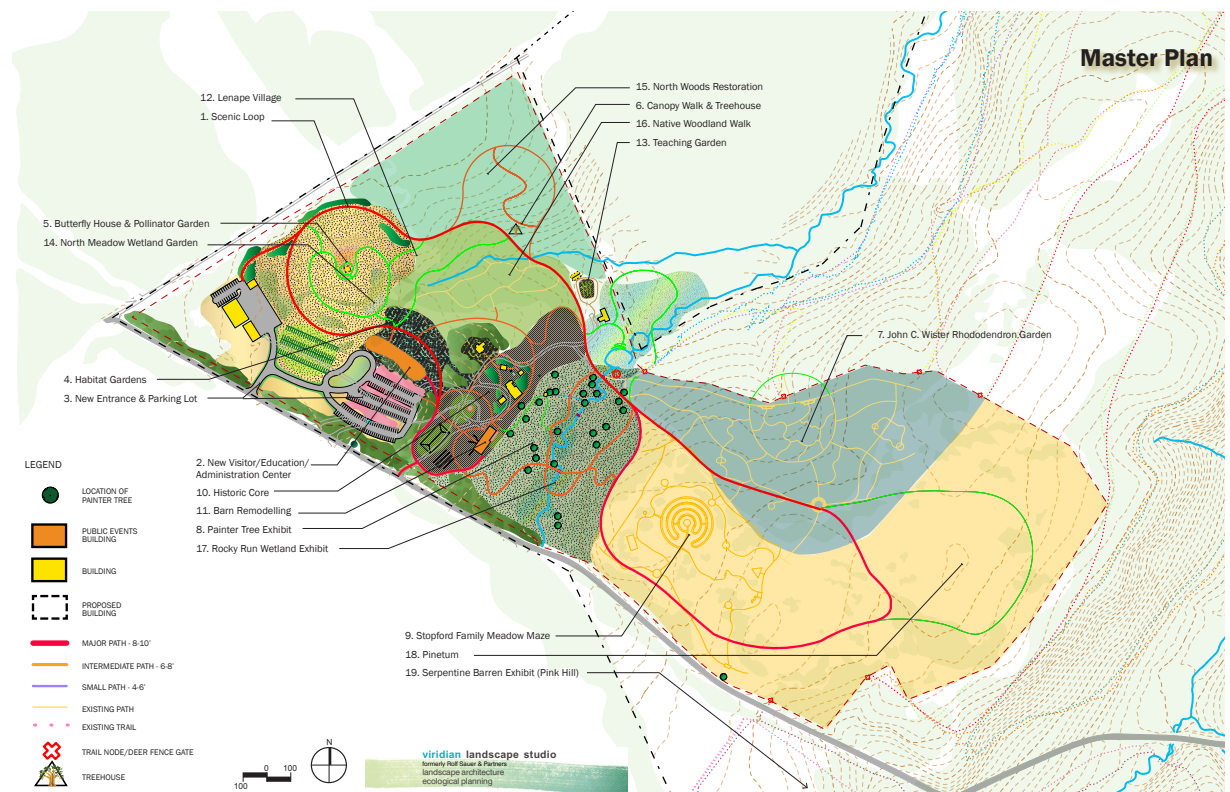 Master Plan
12. Lenape Village
1. Scenic Loop
15. North Woods Restoration
6. Canopy Walk & Treehouse
16. Native Woodland Walk
13. Teaching Garden
5. Butterfly House & Pollinator Garden
14. North Meadow Wetland Garden
7. John C. Wister Rhododendron Garden
4. Habitat Gardens
3. New Entrance & Parking Lot
2. New Visitor/Education/
Administration Center
10. Historic Core
11. Barn Remodelling
8. Painter Tree Exhibit
17. Rocky Run Wetland Exhibit
9. Stopford Family Meadow Maze
18. Pinetum
19. Serpentine Barren Exhibit (Pink Hill)
LEGEND
LOCATION OF
PAINTER TREE
PUBLIC EVENTS
BUILDING
BUILDING
PROPOSED
BUILDING
MAJOR PATH - 8-10'
INTERMEDIATE PATH - 6-8'
SMALL PATH - 4-6'
EXISTING PATH
EXISTING TRAIL
TRAIL NODE/DEER FENCE GATE
TREEHOUSE
0 100
100
N
viridian landscape studio
formerly Rolf Sauer & Partners
landscape architecture
ecological planning